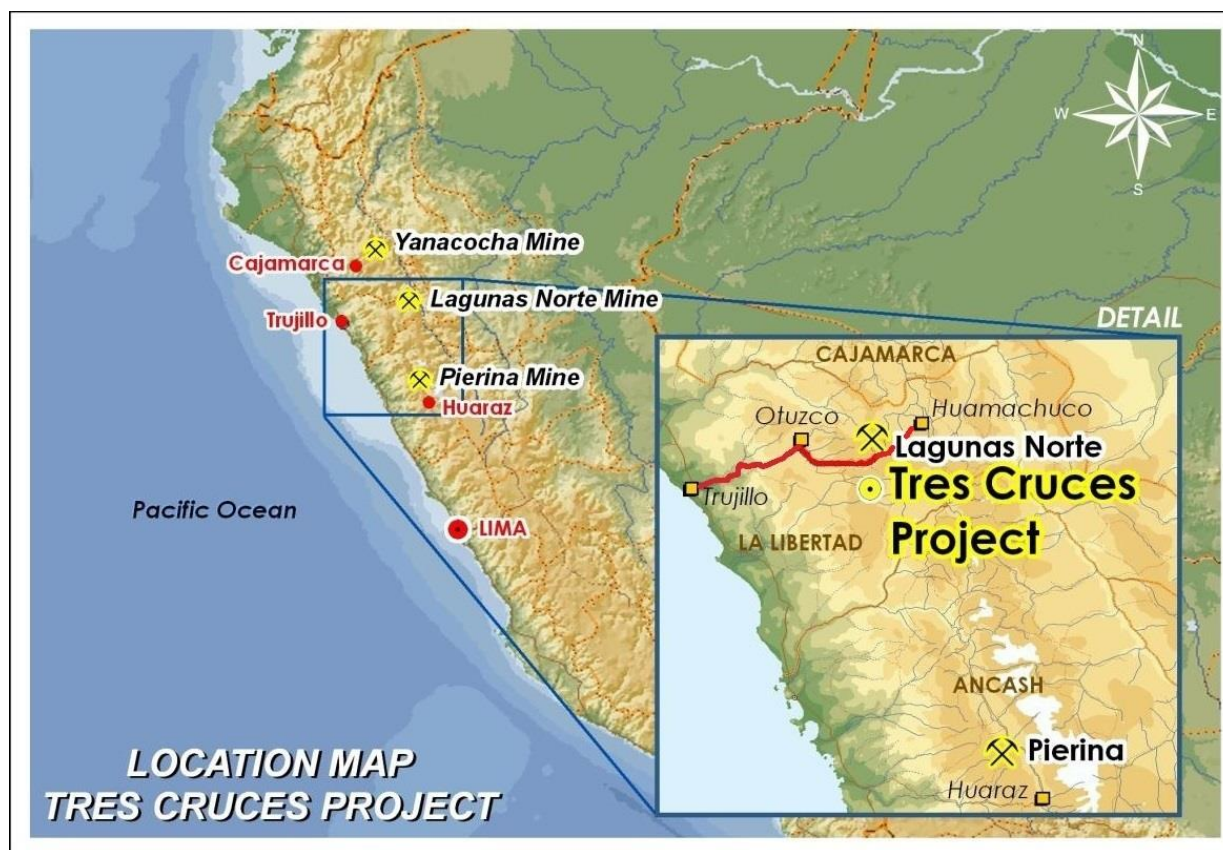 N
W
E
S
Yanacocha Mine
Cajamarca
Lagunas Norte Mine
Trujillo
DETAIL
Pierina Mine
Huaraz
CAJAMARCA
Otuzco
Huamachuco
Lagunas Norte
Trujillo
Tres Cruces
Project
LA LIBERTAD
Pacific Ocean
LIMA
ANCASH
Pierina
Huaraz
LOCATION MAP
TRES CRUCES PROJECT